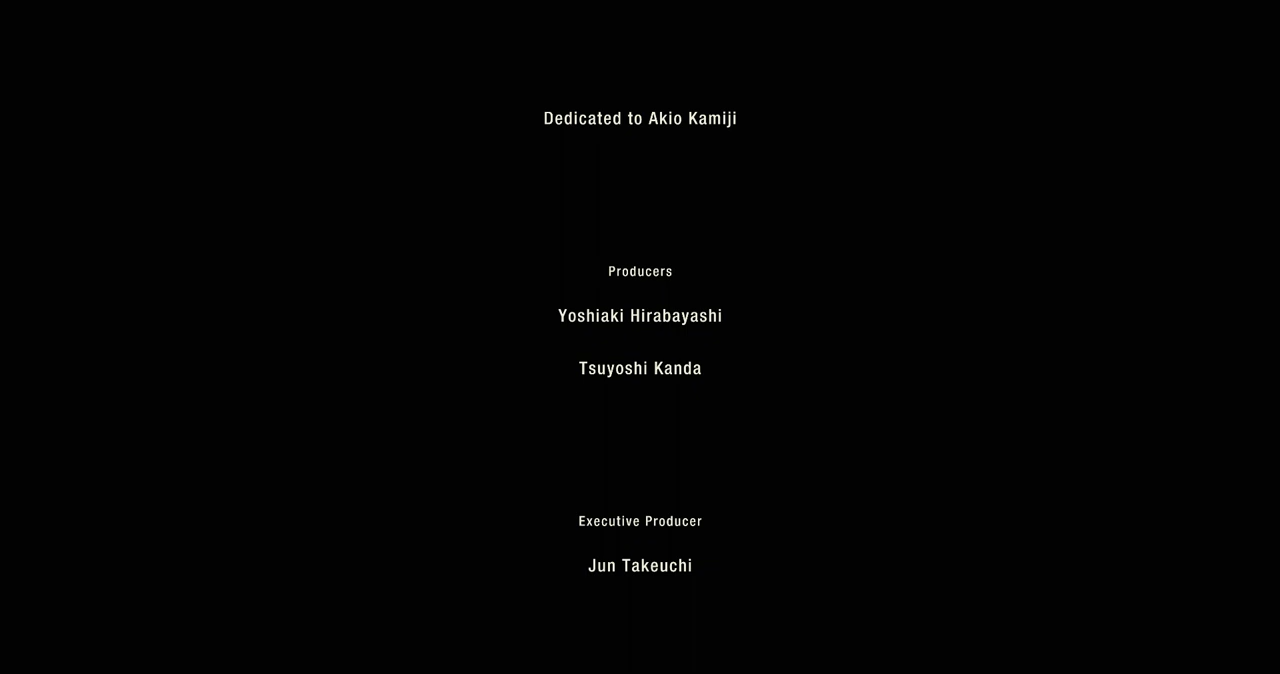 Dedicated to Akio Kamiji
Producers
Yoshiaki Hirabayashi
Tsuyoshi Kanda
Executive Producer
Jun Takeuchi